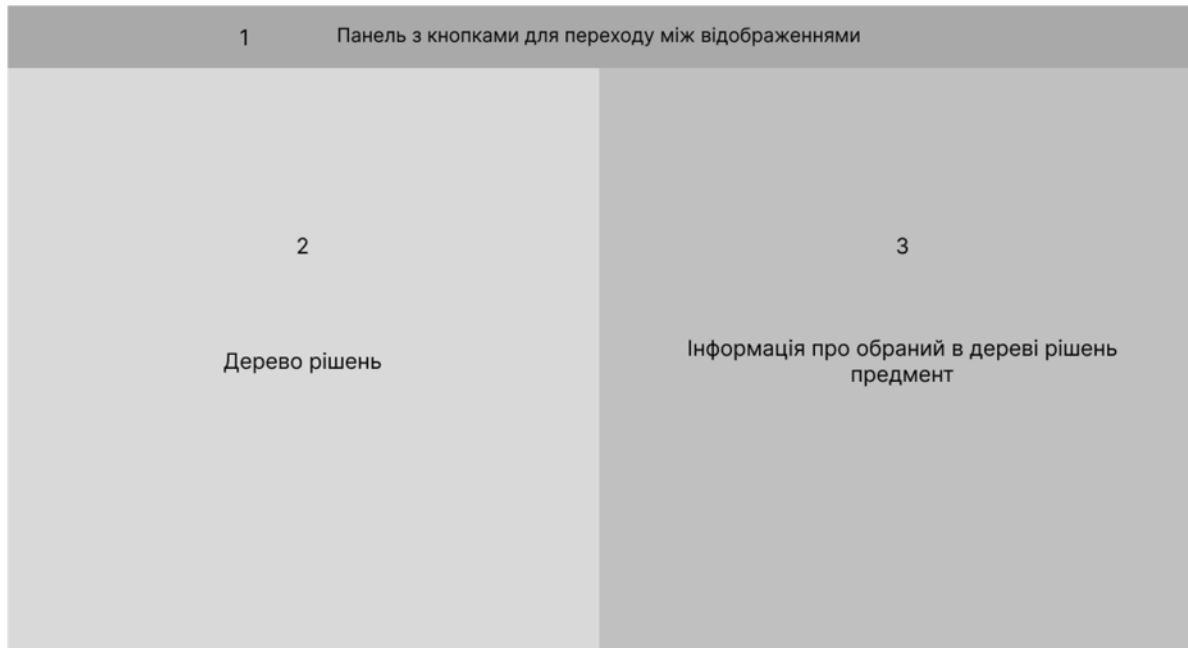 1 Панель з кнопками для переходу між відображеннями
2
Дерево рішень
3
Інформація про обраний в дереві рішень
предмент